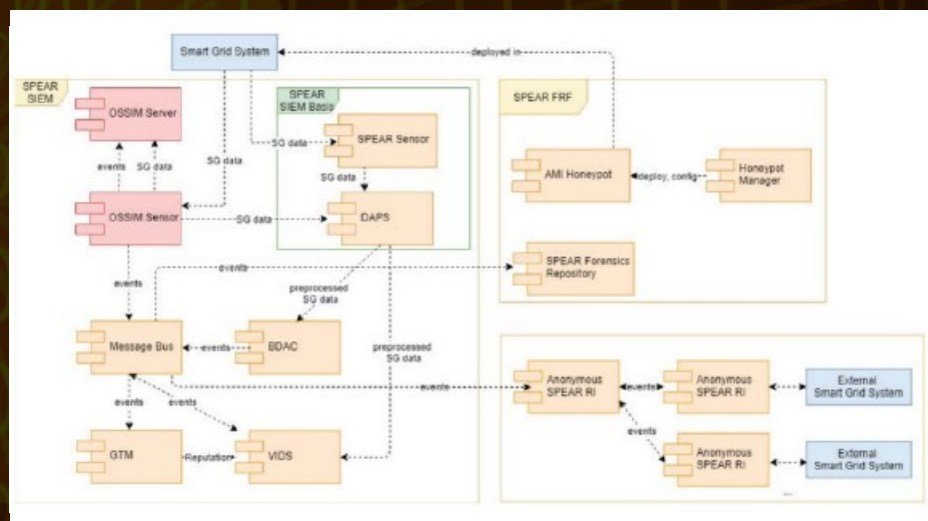 Smart Grid System
deployed in
SPEAR
SIEM
SPEAR
SIEM Basis
SPEAR FRF
OSSIM Server
SPEAR Sensor
SG data
events
SG data
SG data
SG data
AMI Honeypot
deploy, config
Honeypot
Manager
OSSIM Sensor
SG data
DAPS
events
events
SPEAR Forensics
Repository
preprocessed
SG data
Message Bus
events
BDAC
preprocessed
SG data
events
Anonymous
SPEAR RI
events
Anonymous
SPEAR RI
External
Smart Grid System
events
events
events
GTM
Reputation
VIDS
Anonymous
SPEAR RI
External
Smart Grid System
....